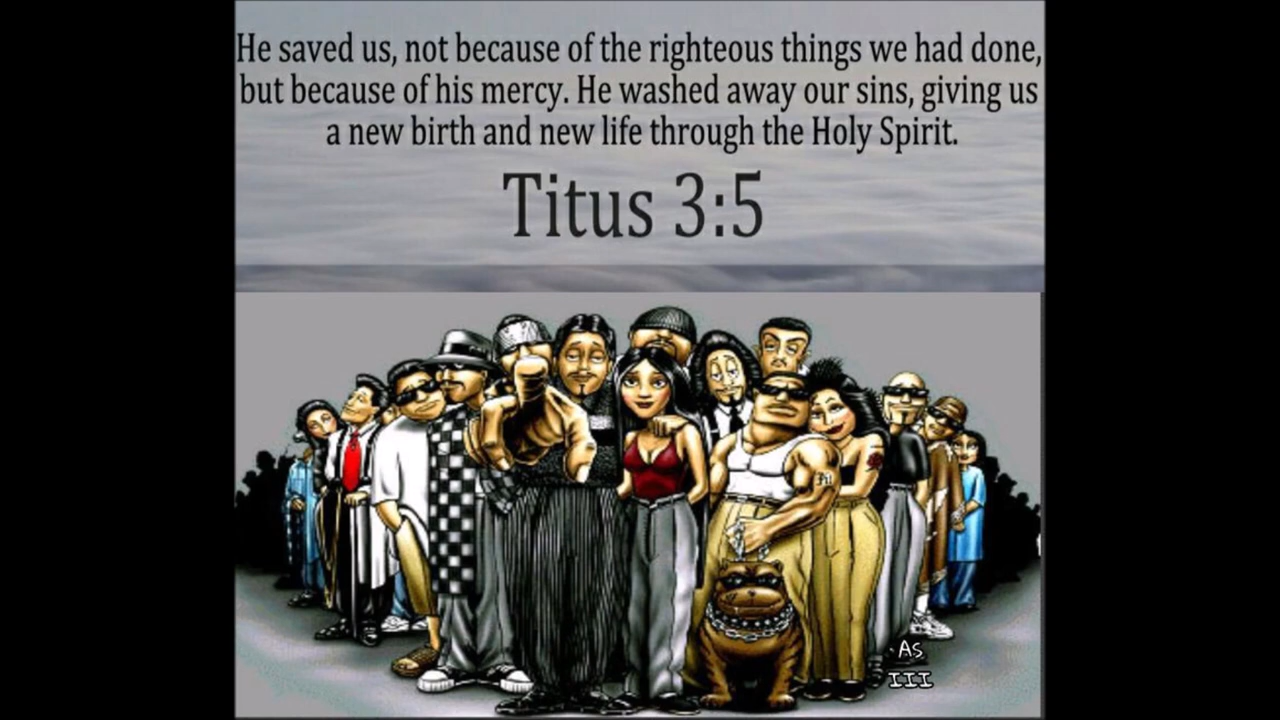 He saved us, not because of the righteous things we had done,
but because of his mercy. He washed away our sins, giving us
a new birth and new life through the Holy Spirit.
Titus 3:5
As
III